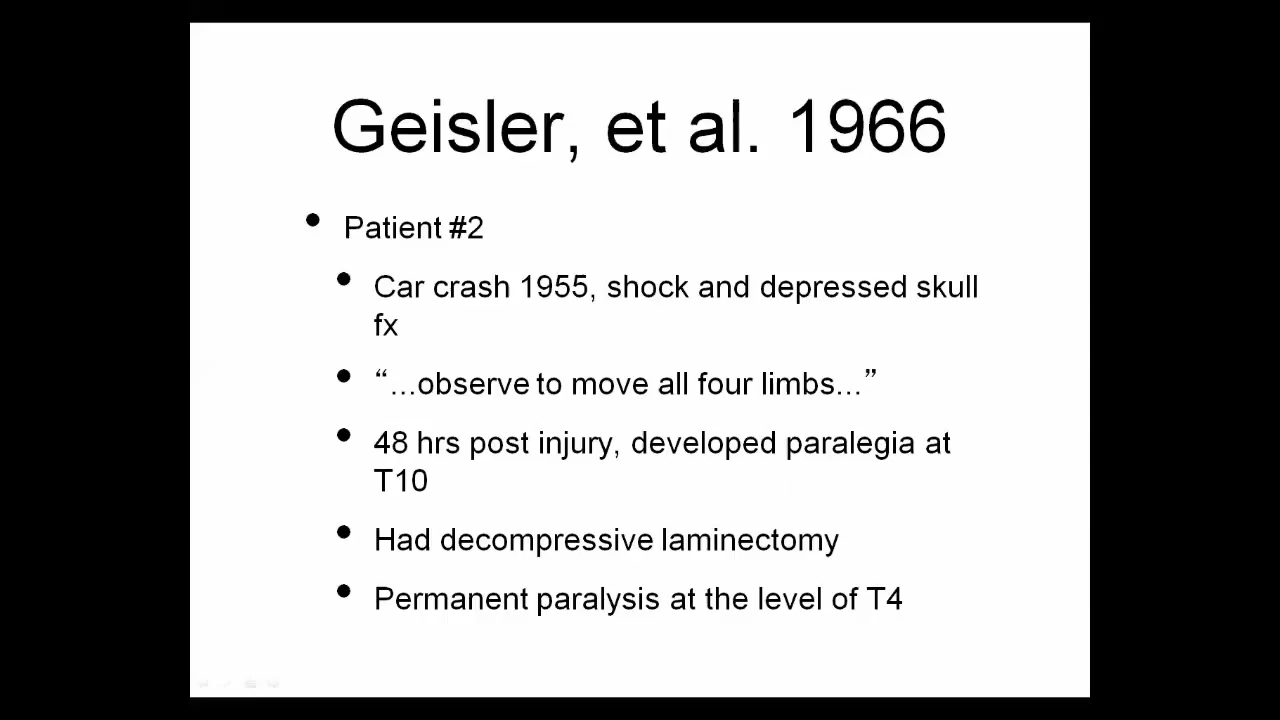 Geisler, et al. 1966
• Patient #2
• Car crash 1955, shock and depressed skull
fx
• “...observe to move all four limbs...”
• 48 hrs post injury, developed paralegia at
T10
• Had decompressive laminectomy
• Permanent paralysis at the level of T4